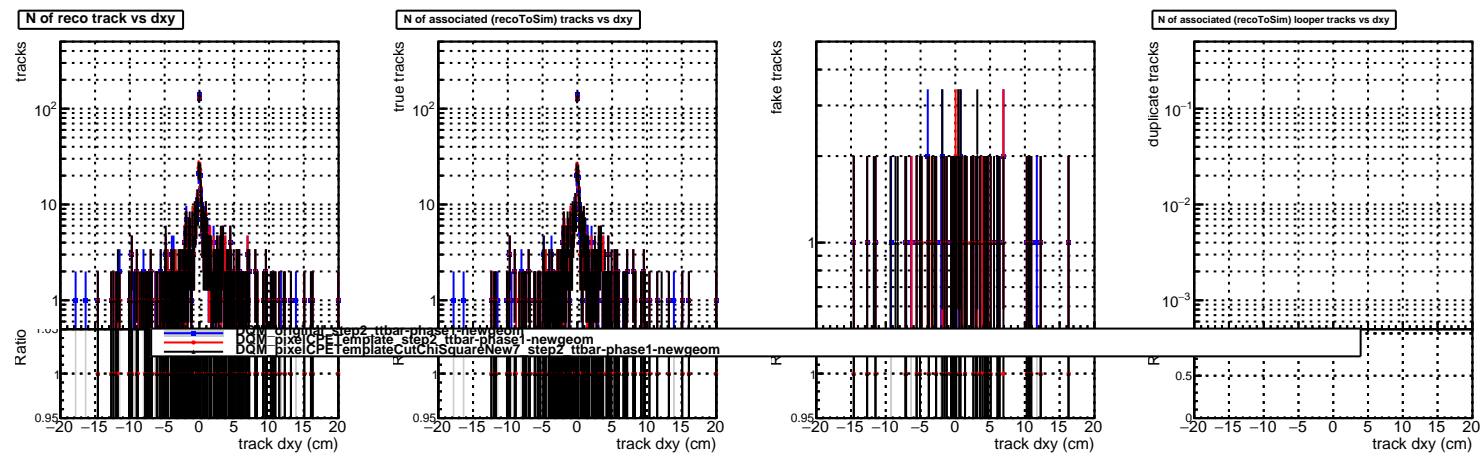 N of reco track vs dxy
N of associated (recoToSim) tracks vs dxy
N of associated (recoToSim) looper tracks vs dxy
tracks
10²
10
1
Ratio
1
0.95
−20 −15 −10 −5 0 5 10 15 20
track dxy (cm)
true tracks
10²
10
1
1
0.95
−20 −15 −10 −5 0 5 10 15 20
track dxy (cm)
fake tracks
1
1
0.95
−20 −15 −10 −5 0 5 10 15 20
track dxy (cm)
duplicate tracks
10⁻¹
10⁻²
10⁻³
0.5
0
−20 −15 −10 −5 0 5 10 15 20
track dxy (cm)
DQM_original_step2_ttbar-phase1-newgeom
DQM_pixelCPETemplate_step2_ttbar-phase1-newgeom
DQM_pixelCPETemplateCutChiSquareNew7_step2_ttbar-phase1-newgeom